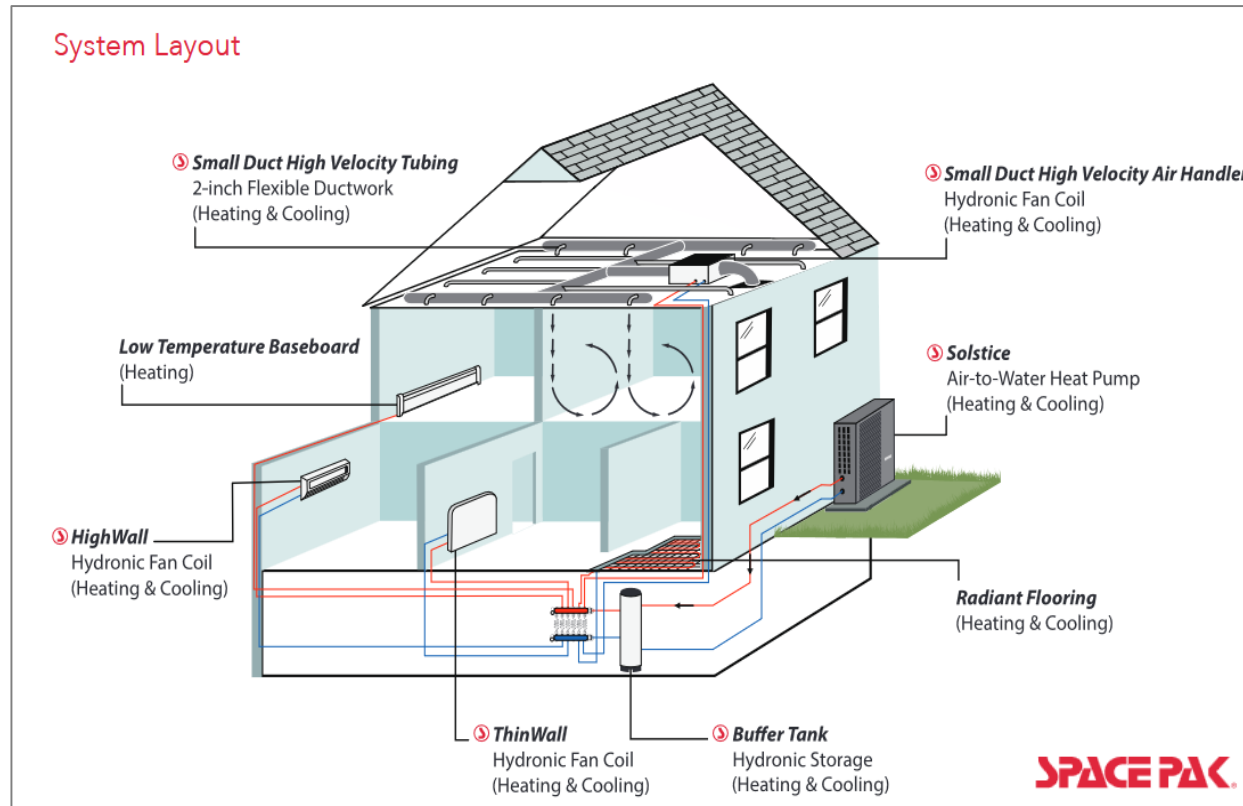 System Layout
Small Duct High Velocity Tubing
2-inch Flexible Ductwork
(Heating & Cooling)
Small Duct High Velocity Air Handler
Hydronic Fan Coil
(Heating & Cooling)
Low Temperature Baseboard
(Heating)
Solstice
Air-to-Water Heat Pump
(Heating & Cooling)
HighWall
Hydronic Fan Coil
(Heating & Cooling)
Radiant Flooring
(Heating & Cooling)
ThinWall
Hydronic Fan Coil
(Heating & Cooling)
Buffer Tank
Hydronic Storage
(Heating & Cooling)
SPACE PAK